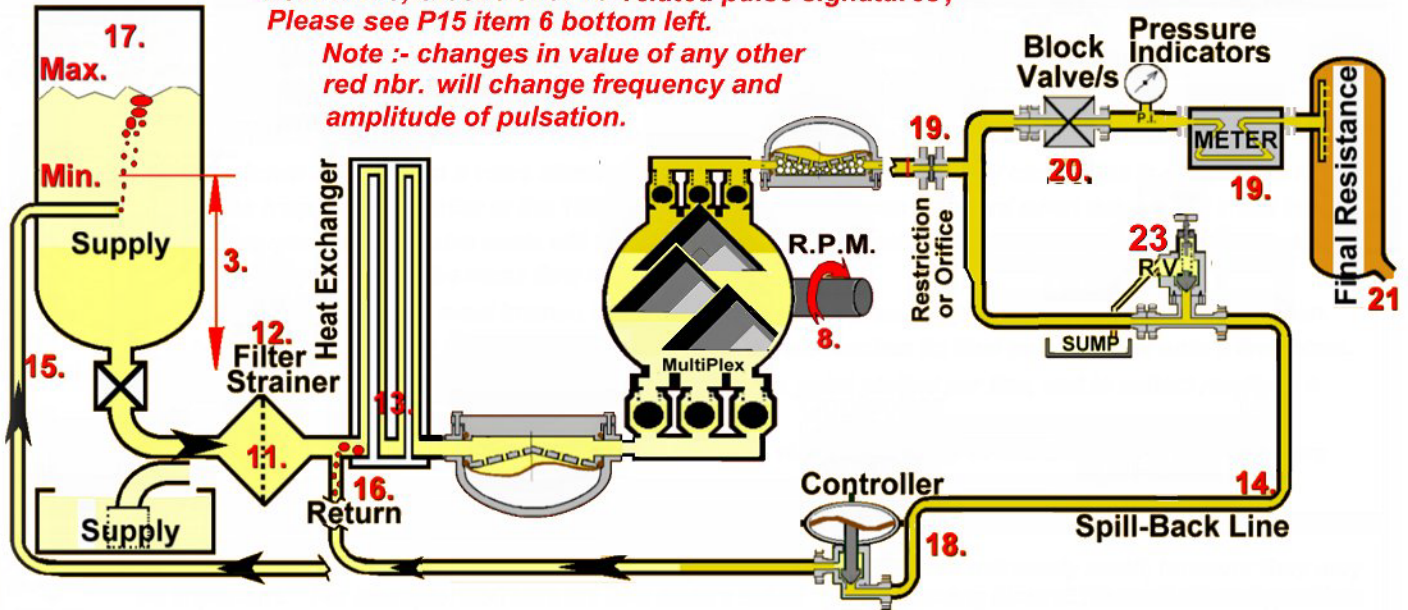 Please see P15 item 6 bottom left.
Note :- changes in value of any other
red nbr. will change frequency and
amplitude of pulsation.
17.
Max.
Min.
Supply
3.
15.
12.
Filter
Strainer
11.
Supply
Heat Exchanger
13.
16.
Return
MultiPlex
R.P.M.
8.
19.
Restriction
or Orifice
Block
Valve/s
20.
Pressure
Indicators
P.I.
METER
19.
Final Resistance
21
23
R.V.
SUMP
14.
Spill-Back Line
Controller
18.